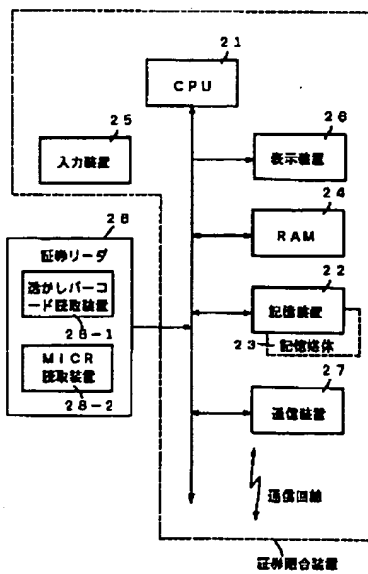 21
CPU
25
入力装置
26
表示装置
24
RAM
28
証券リーダ
透かしバーコード読取装置
28-1
MICR
読取装置
28-2
22
記憶装置
23
記憶媒体
27
通信装置
通信回線
証券照合装置